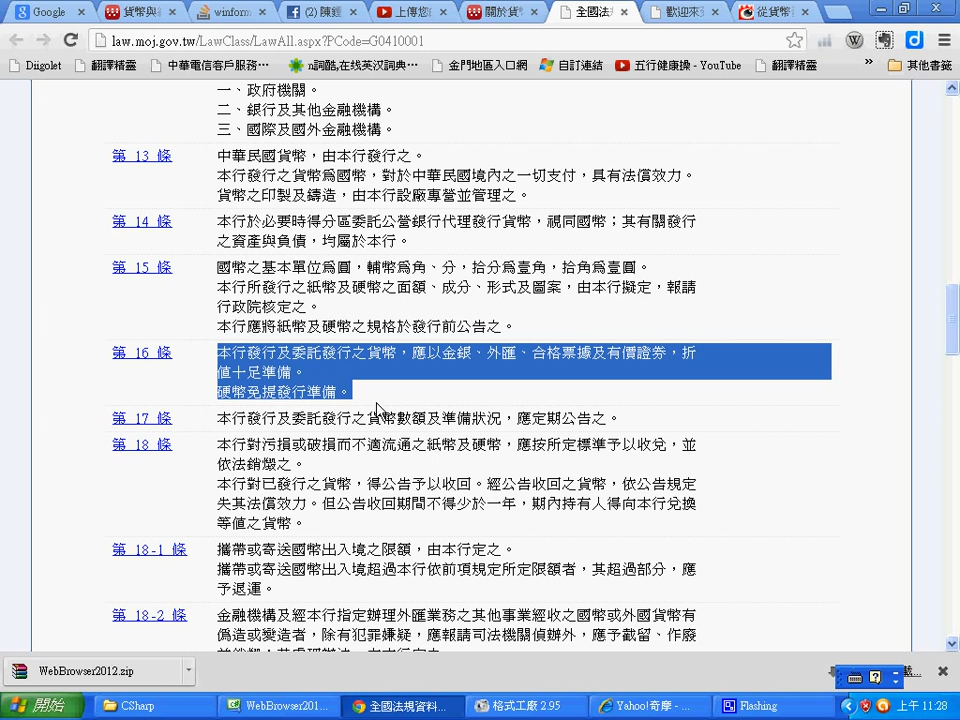 Google
貨幣與
winform
(2) 陳鍾
上傳您
關於貨
全國法
歡迎來
從貨幣
law.moj.gov.tw/LawClass/LawAll.aspx?PCode=G0410001
Diigolet
翻譯精靈
中華電信客戶服務…
n詞酷,在线英汉詞典…
金門地區入口網
自訂連結
五行健康操 - YouTube
翻譯精靈
其他書籤
一、政府機關。
二、銀行及其他金融機構。
三、國際及國外金融機構。
第 13 條 中華民國貨幣，由本行發行之。
本行發行之貨幣為國幣，對於中華民國境內之一切支付，具有法償效力。
貨幣之印製及鑄造，由本行設廠專營並管理之。
第 14 條 本行於必要時得分區委託公營銀行代理發行貨幣，視同國幣；其有關發行
之資產與負債，均屬於本行。
第 15 條 國幣之基本單位為圓，輔幣為角、分，拾分為壹角，拾角為壹圓。
本行所發行之紙幣及硬幣之面額、成分、形式及圖案，由本行擬定，報請
行政院核定之。
本行應將紙幣及硬幣之規格於發行前公告之。
第 16 條 本行發行及委託發行之貨幣，應以金銀、外匯、合格票據及有價證券，折
值十足準備。
硬幣免提發行準備。
第 17 條 本行發行及委託發行之貨幣數額及準備狀況，應定期公告之。
第 18 條 本行對污損或破損而不適流通之紙幣及硬幣，應按所定標準予以收兌，並
依法銷燬之。
本行對已發行之貨幣，得公告予以收回。經公告收回之貨幣，依公告規定
失其法償效力。但公告收回期間不得少於一年，期內持有人得向本行兌換
等值之貨幣。
第 18-1 條 攜帶或寄送國幣出入境之限額，由本行定之。
攜帶或寄送國幣出入境超過本行依前項規定所定限額者，其超過部分，應
予退運。
第 18-2 條 金融機構及經本行指定辦理外匯業務之其他事業經收之國幣或外國貨幣有
偽造或變造者，除有犯罪嫌疑，應報請司法機關偵辦外，應予截留、作廢
WebBrowser2012.zip
開始
CSharp
WebBrowser201...
全國法規資料...
格式工廠 2.95
Yahoo!奇摩 - ...
Flashing
上午 11:28